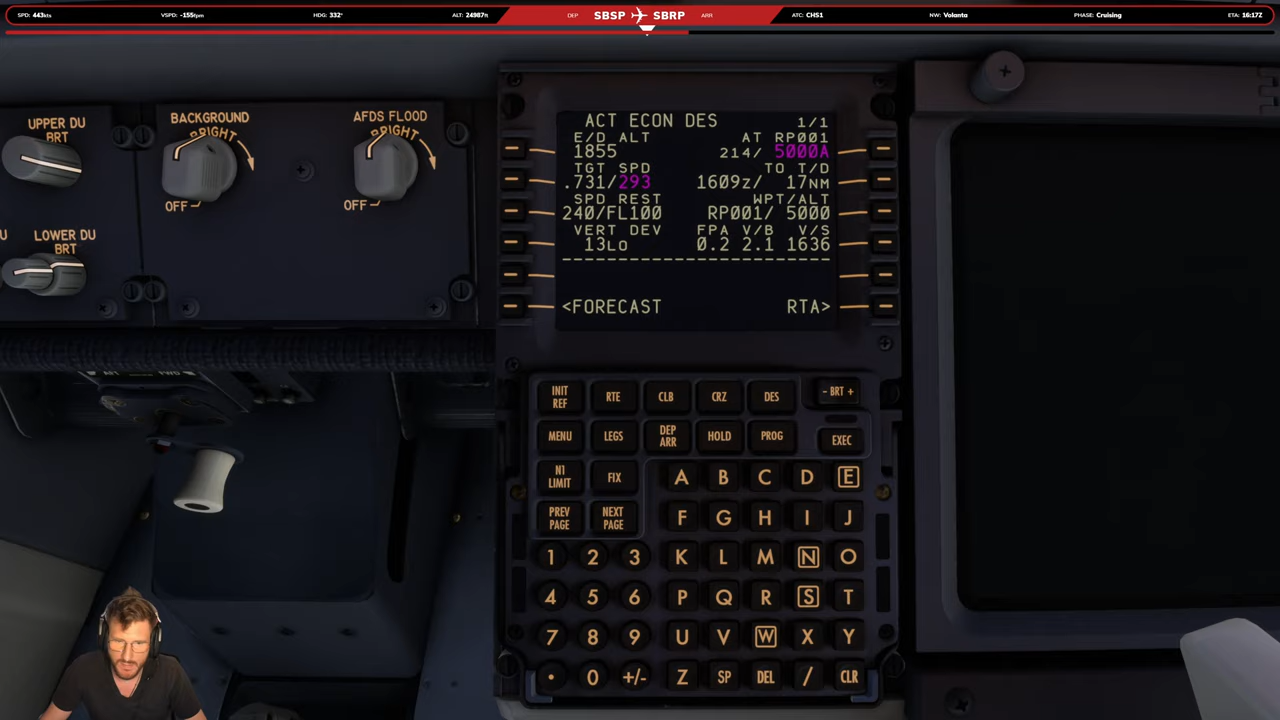 SPD: 443kts VSPD: -155fpm HDG: 332° ALT: 24987ft DEP SBSP SBRP ARR ATC: CHS1 NW: Volanta PHASE: Cruising ETA: 16:17Z
UPPER DU
BRT
BACKGROUND
BRIGHT
OFF
AFDS FLOOD
BRIGHT
OFF
LOWER DU
BRT
ACT ECON DES 1/1
E/D ALT AT RP001
1855 214/ 5000A
TGT SPD TO T/D
.731/293 1609z/ 17NM
SPD REST WPT/ALT
240/FL100 RP001/ 5000
VERT DEV FPA V/B V/S
13LO 0.2 2.1 1636
------------------------
<FORECAST RTA>
INIT REF RTE CLB CRZ DES - BRT +
MENU LEGS DEP ARR HOLD PROG EXEC
N1 LIMIT FIX A B C D E
PREV PAGE NEXT PAGE F G H I J
1 2 3 K L M N O
4 5 6 P Q R S T
7 8 9 U V W X Y
. 0 +/- Z SP DEL / CLR